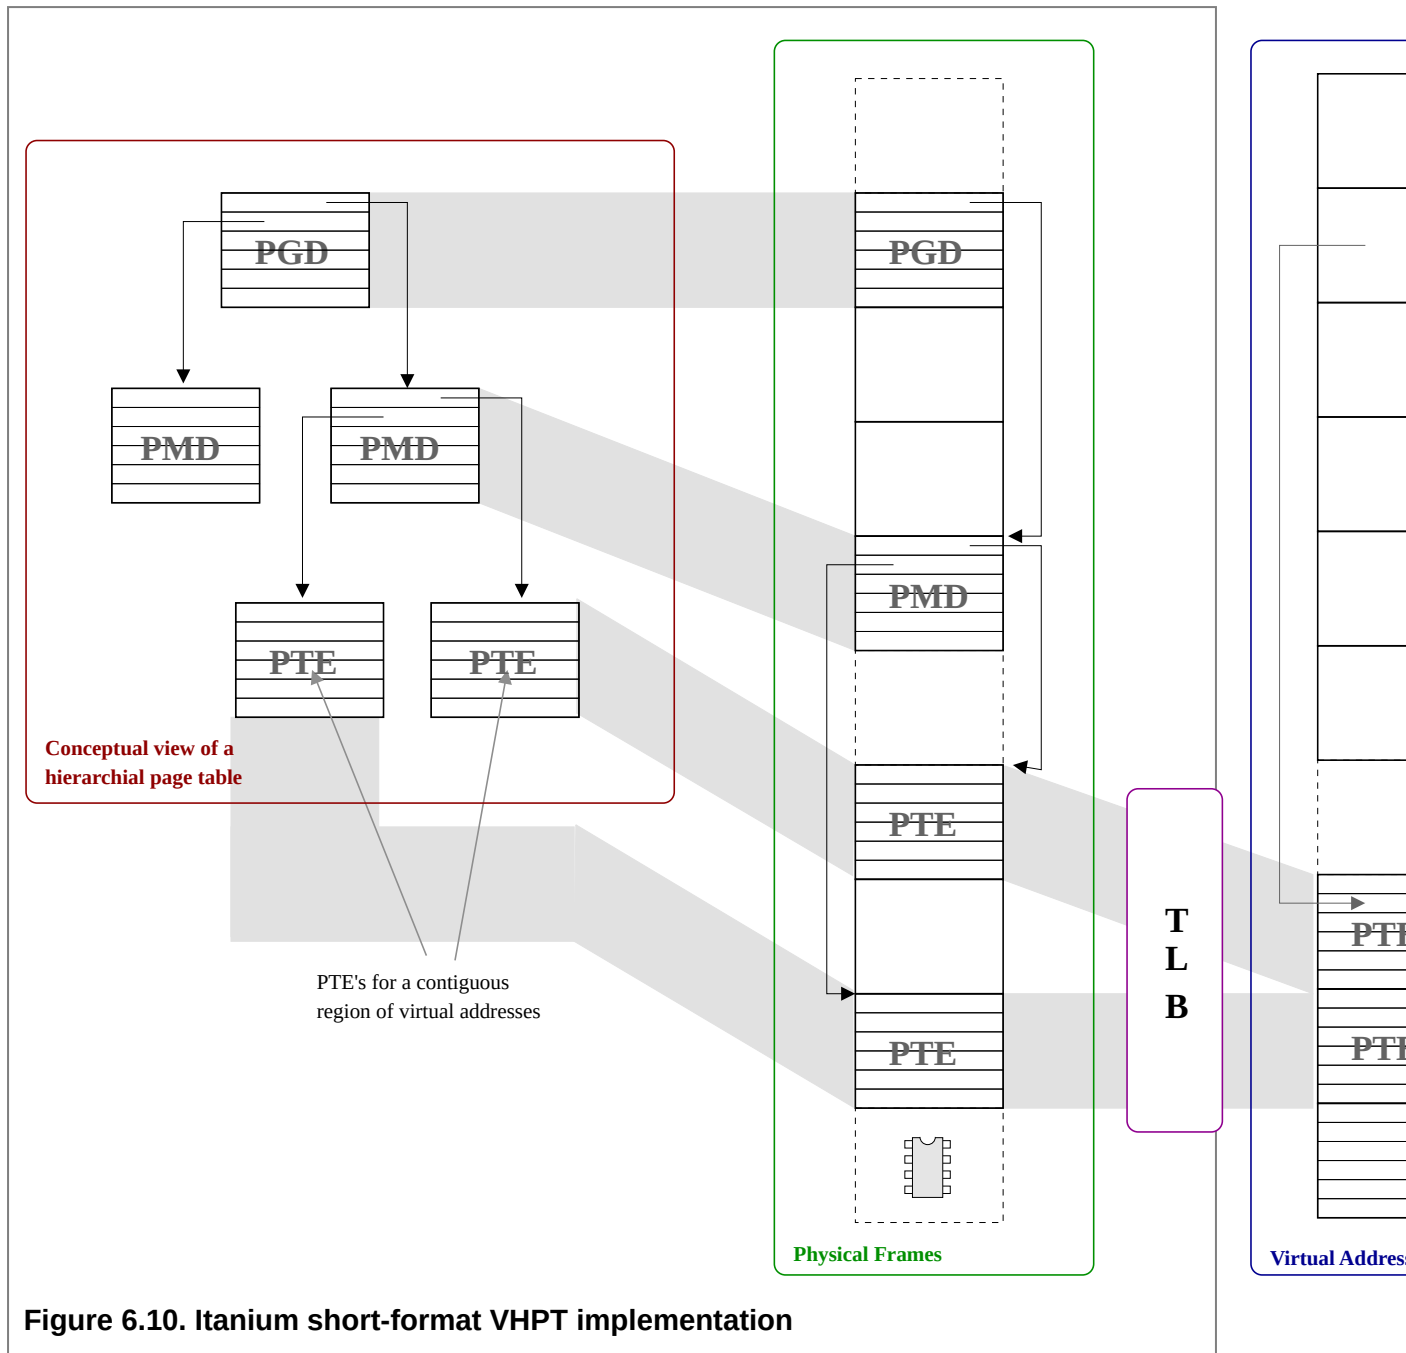 PGD
PMD
PMD
PTE
PTE
Conceptual view of a
hierarchial page table
PTE's for a contiguous
region of virtual addresses
PGD
PMD
PTE
PTE
Physical Frames
T
L
B
Virtual
Figure 6.10. Itanium short-format VHPT implementation